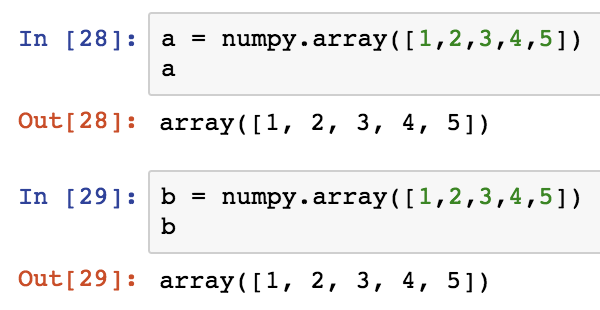 In [28]: a = numpy.array([1,2,3,4,5])
a
Out[28]: array([1, 2, 3, 4, 5])
In [29]: b = numpy.array([1,2,3,4,5])
b
Out[29]: array([1, 2, 3, 4, 5])